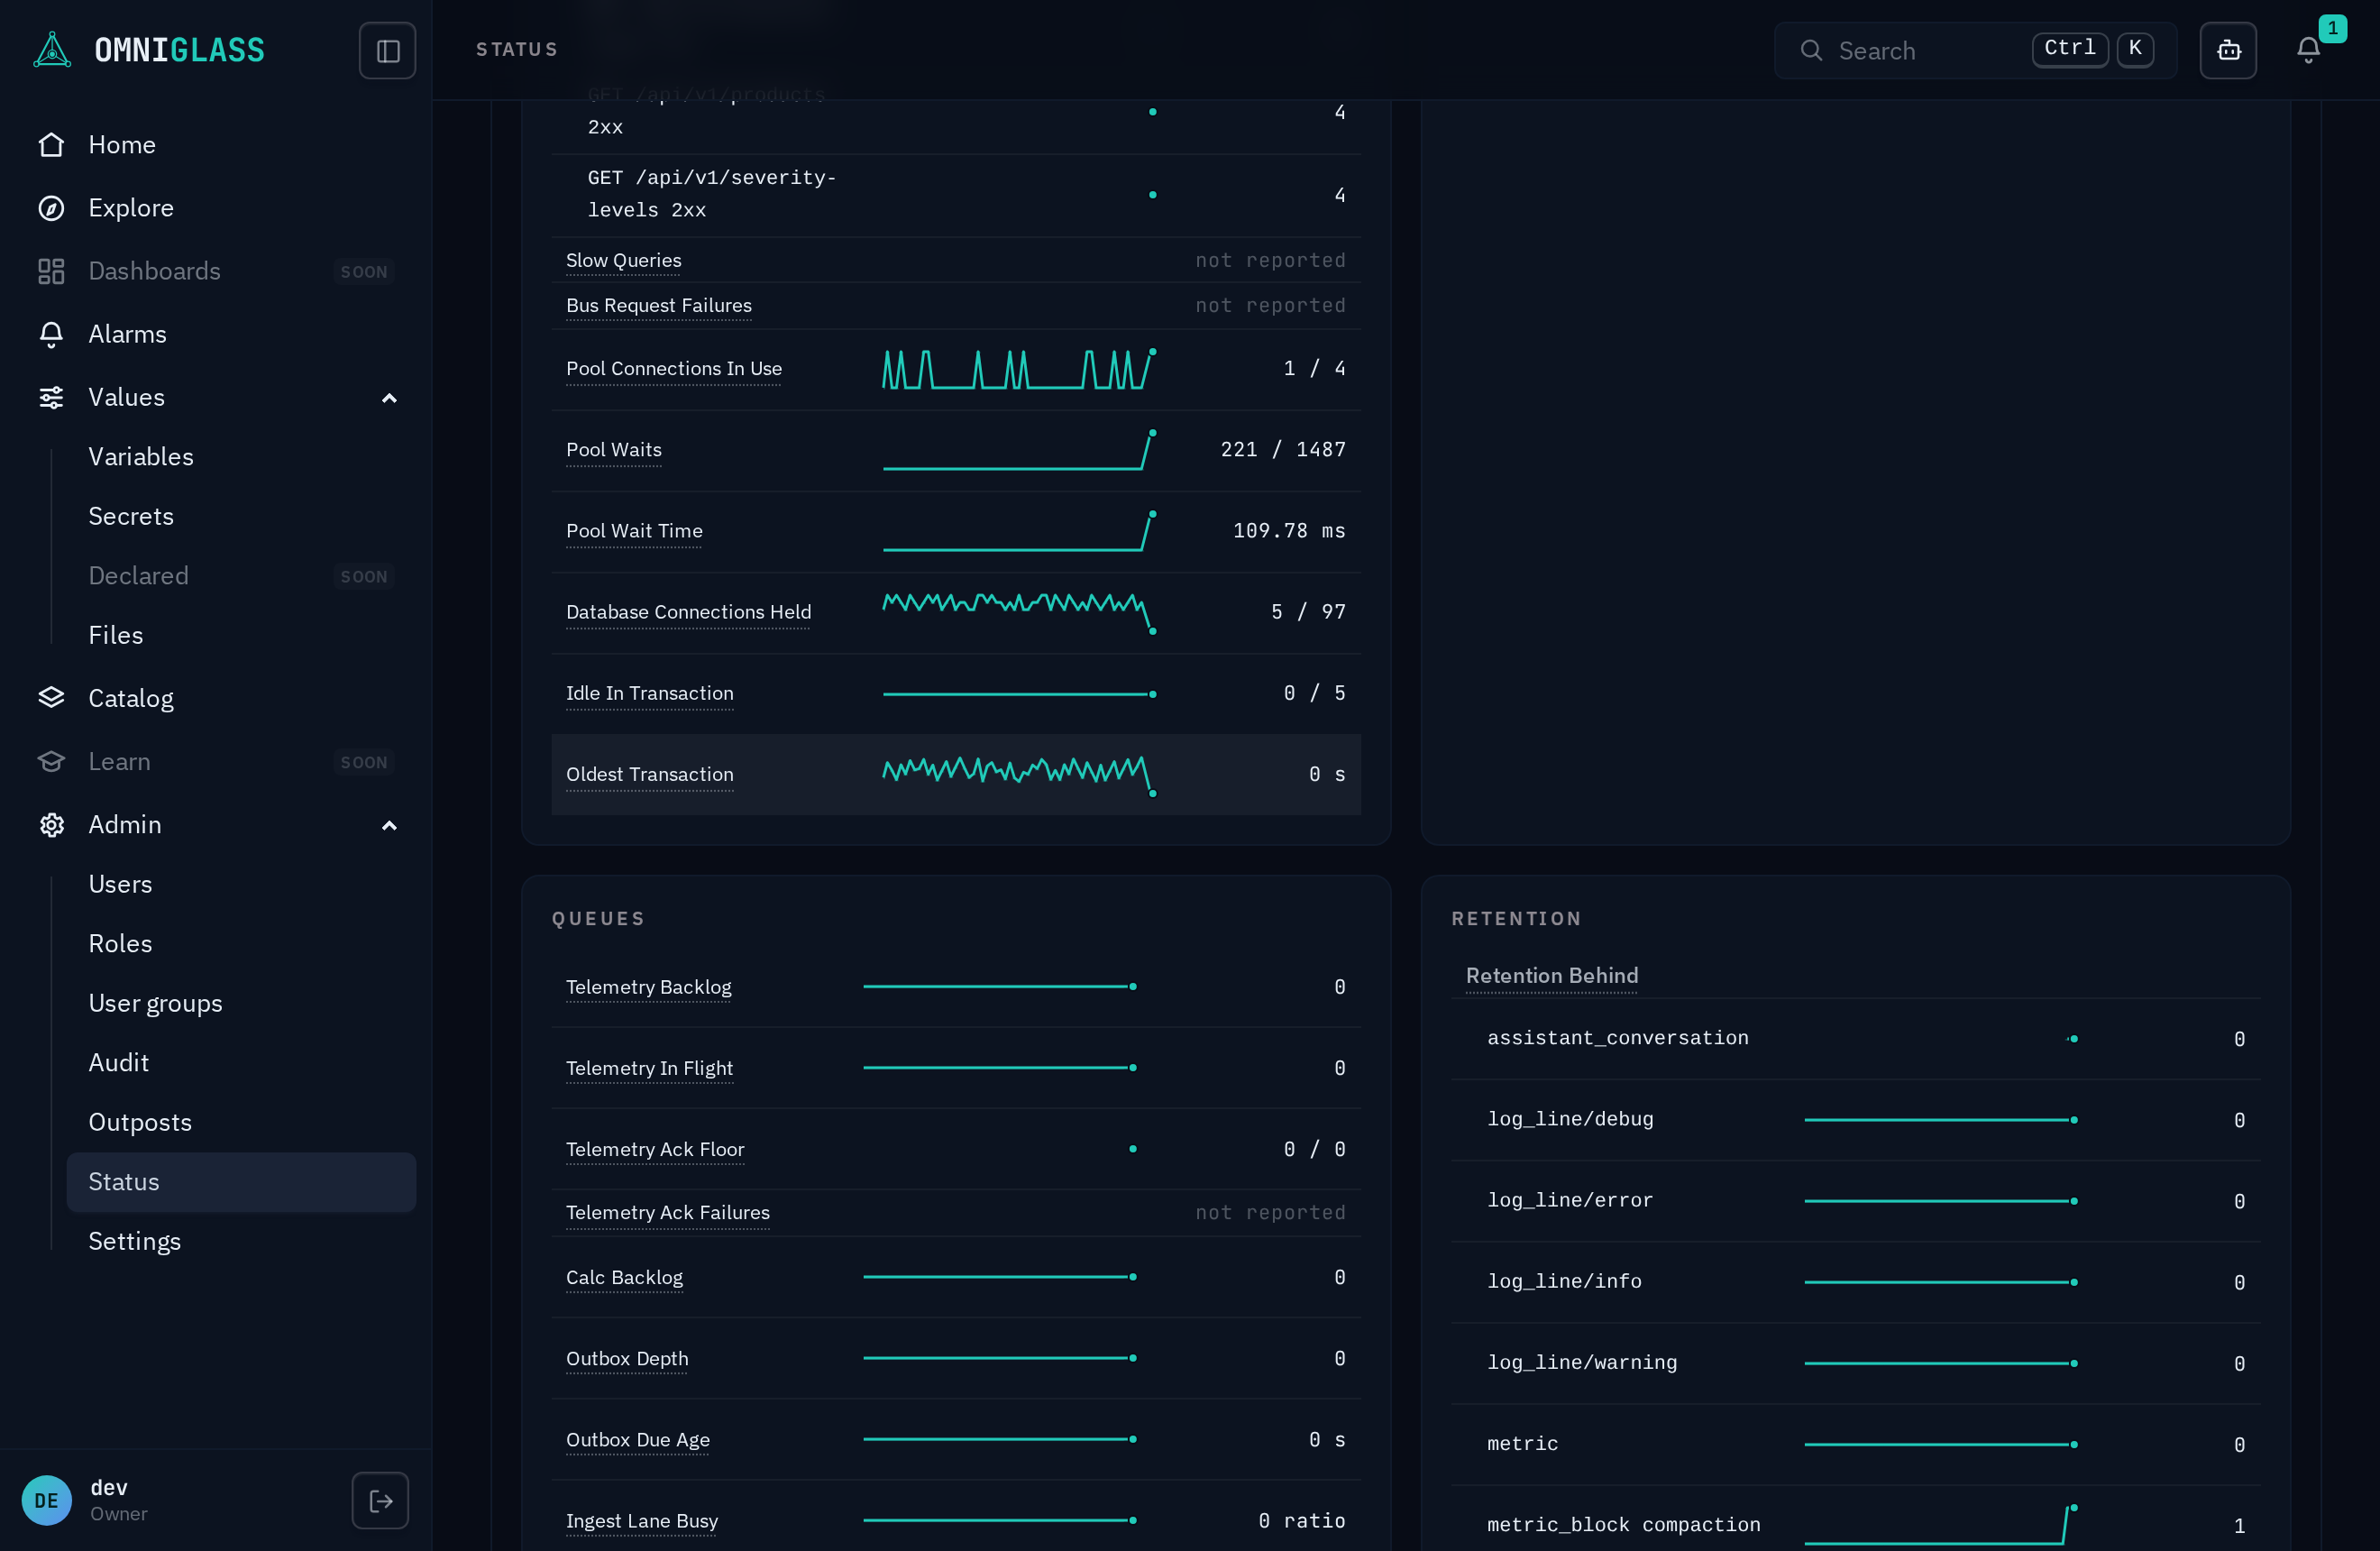 OMNIGLASS
STATUS
Search
Ctrl
K
1
Home
Explore
Dashboards
SOON
Alarms
Values
Variables
Secrets
Declared
SOON
Files
Catalog
Learn
SOON
Admin
Users
Roles
User groups
Audit
Outposts
Status
Settings
DE
dev
Owner
GET /api/v1/products
2xx
4
GET /api/v1/severity-
levels 2xx
4
Slow Queries
not reported
Bus Request Failures
not reported
Pool Connections In Use
1 / 4
Pool Waits
221 / 1487
Pool Wait Time
109.78 ms
Database Connections Held
5 / 97
Idle In Transaction
0 / 5
Oldest Transaction
0 s
QUEUES
Telemetry Backlog
0
Telemetry In Flight
0
Telemetry Ack Floor
0 / 0
Telemetry Ack Failures
not reported
Calc Backlog
0
Outbox Depth
0
Outbox Due Age
0 s
Ingest Lane Busy
0 ratio
RETENTION
Retention Behind
assistant_conversation
0
log_line/debug
0
log_line/error
0
log_line/info
0
log_line/warning
0
metric
0
metric_block compaction
1